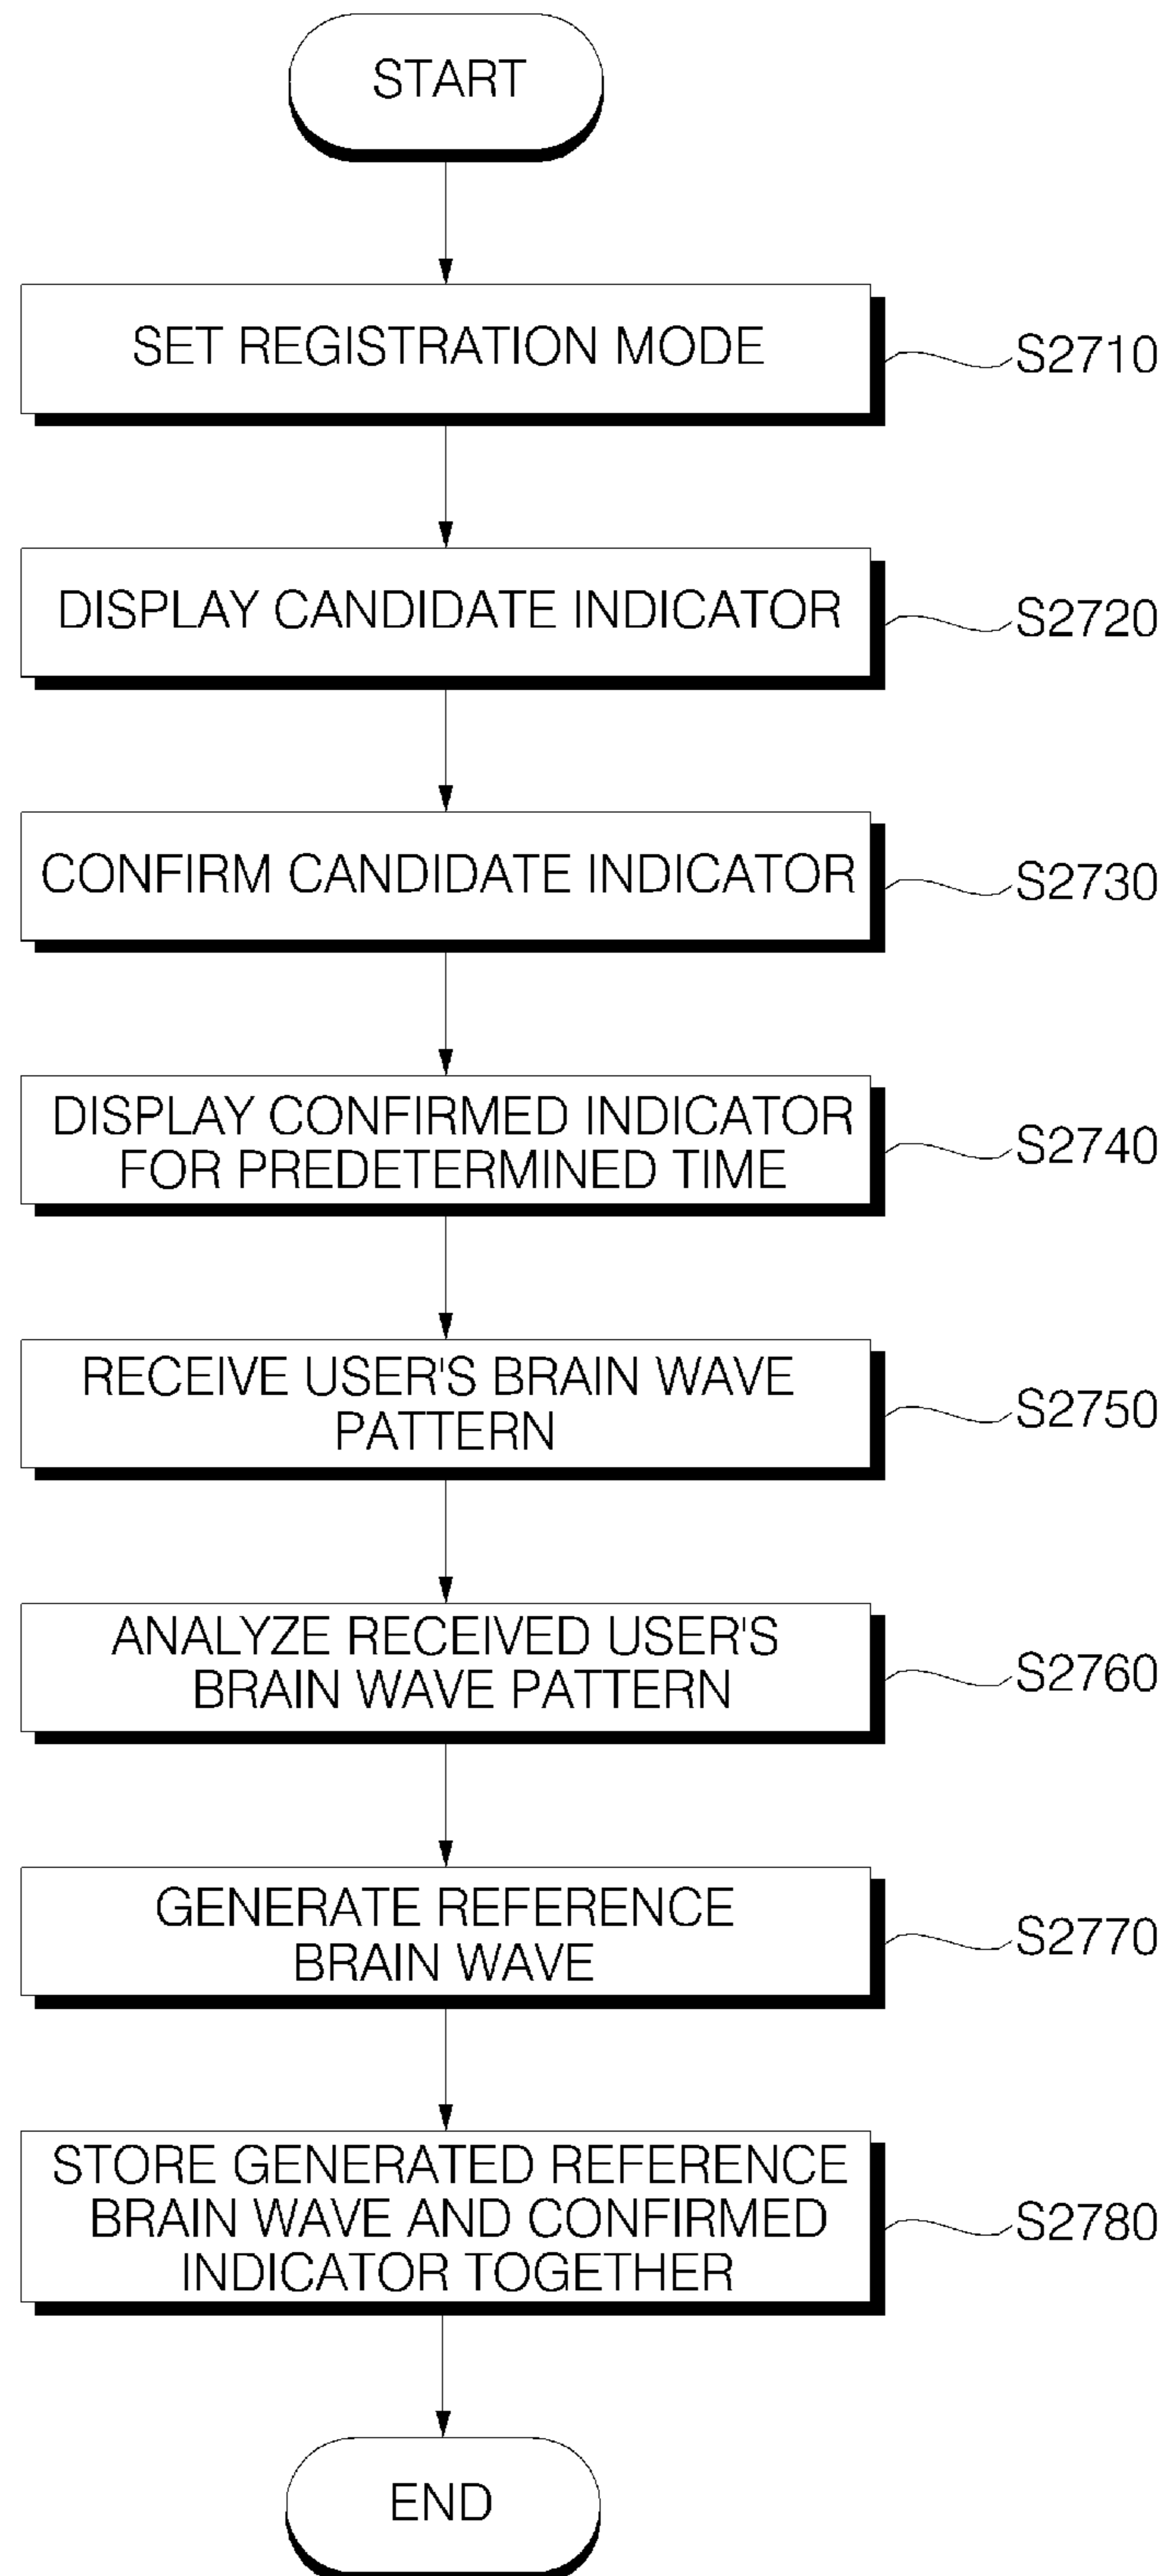 START
SET REGISTRATION MODE
S2710
DISPLAY CANDIDATE INDICATOR
S2720
CONFIRM CANDIDATE INDICATOR
S2730
DISPLAY CONFIRMED INDICATOR
FOR PREDETERMINED TIME
S2740
RECEIVE USER'S BRAIN WAVE
PATTERN
S2750
ANALYZE RECEIVED USER'S
BRAIN WAVE PATTERN
S2760
GENERATE REFERENCE
BRAIN WAVE
S2770
STORE GENERATED REFERENCE
BRAIN WAVE AND CONFIRMED
INDICATOR TOGETHER
S2780
END